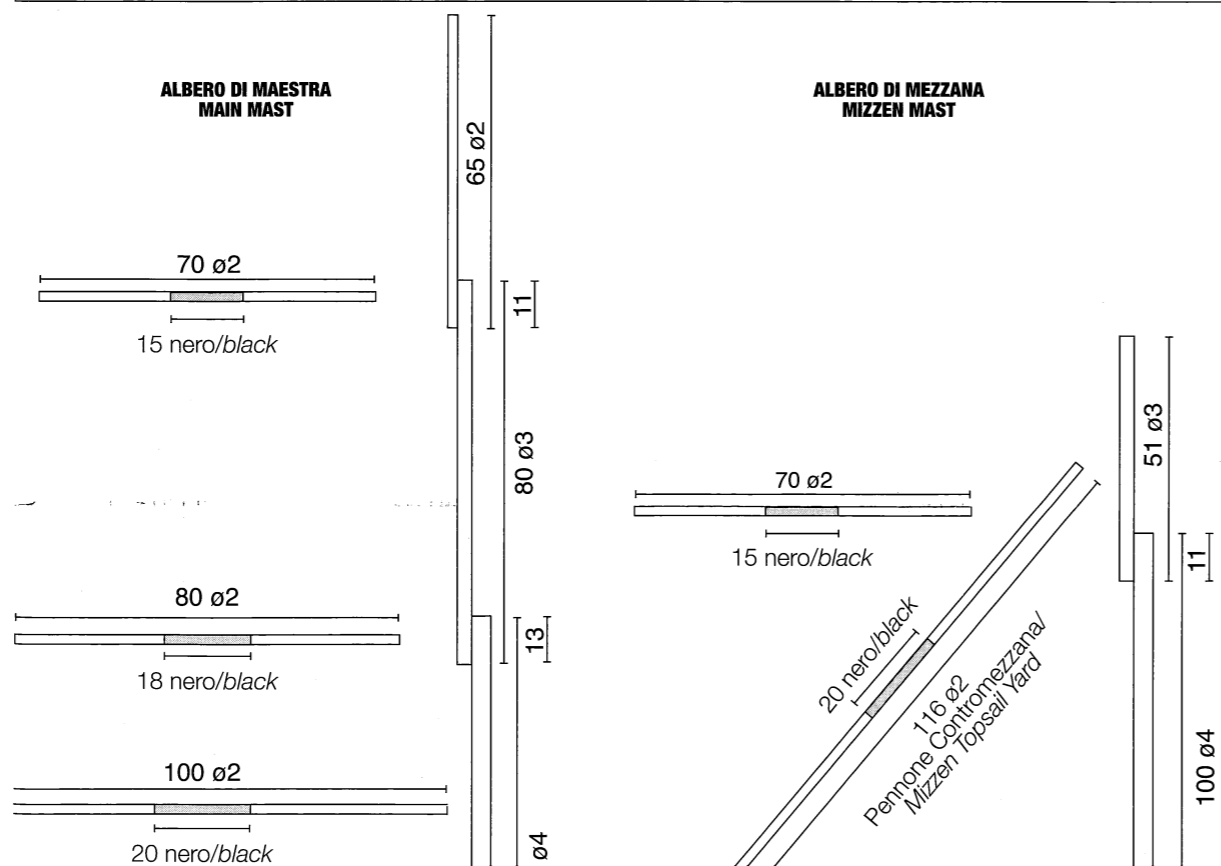 ALBERO DI MAESTRA
MAIN MAST
65 ø2
70 ø2
15 nero/black
11
80 ø3
80 ø2
18 nero/black
13
100 ø2
20 nero/black
ø4
ALBERO DI MEZZANA
MIZZEN MAST
51 ø3
70 ø2
15 nero/black
11
20 nero/black
116 ø2
Pennone Contromezzana/
Mizzen Topsail Yard
100 ø4